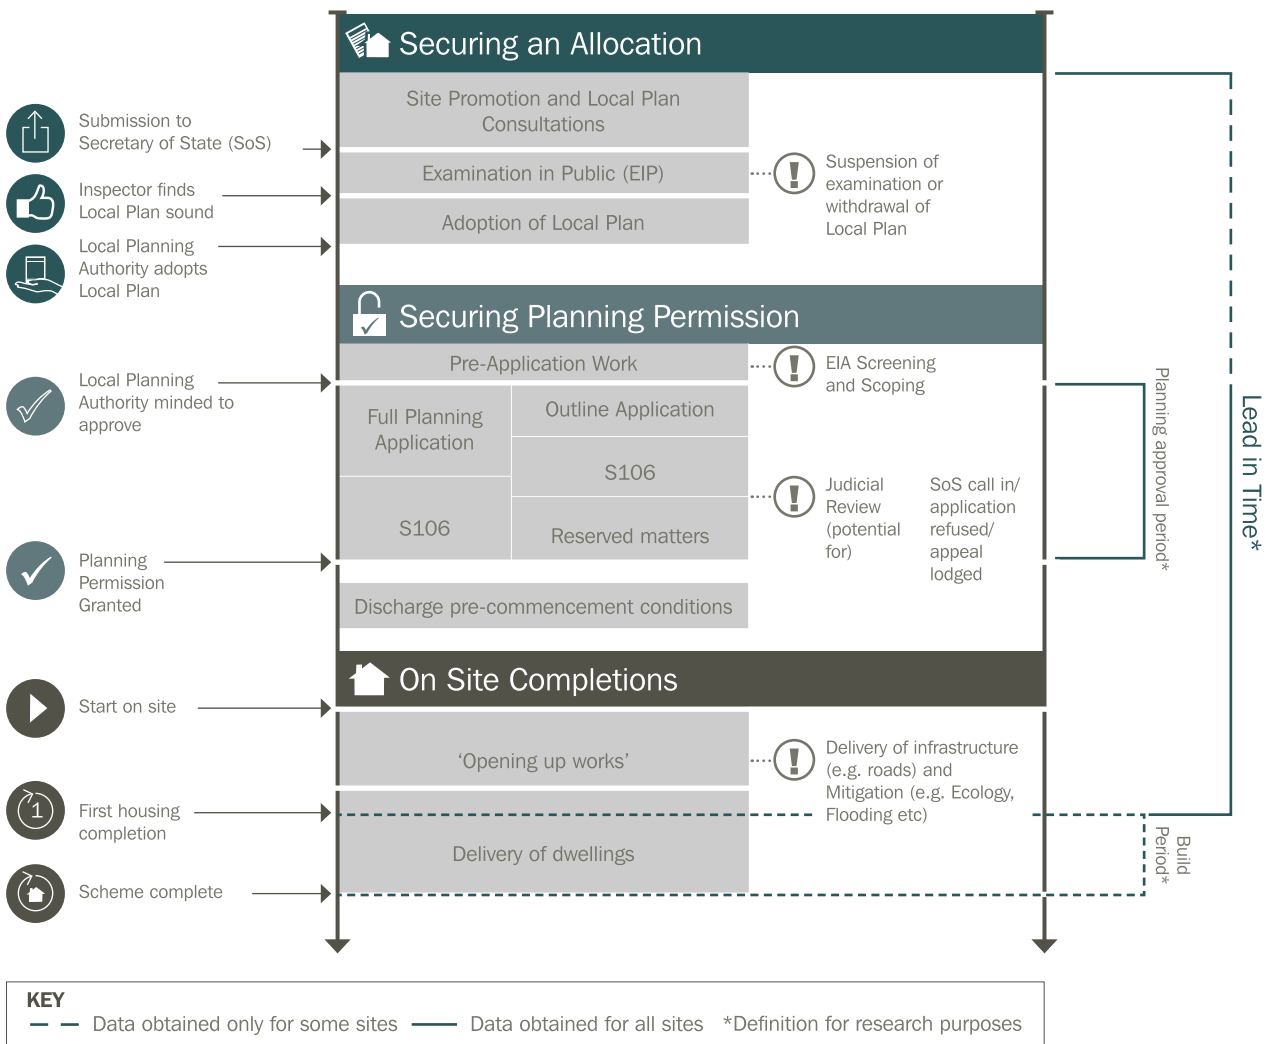 Securing an Allocation
Site Promotion and Local Plan
Consultations
Submission to
Secretary of State (SoS)
Examination in Public (EIP)
Suspension of
examination or
withdrawal of
Local Plan
Inspector finds
Local Plan sound
Adoption of Local Plan
Local Planning
Authority adopts
Local Plan
Securing Planning Permission
Pre-Application Work
EIA Screening
and Scoping
Local Planning
Authority minded to
approve
Full Planning
Application
Outline Application
S106
S106
Reserved matters
Judicial
Review
(potential
for)
SoS call in/
application
refused/
appeal
lodged
Planning approval period*
Lead in Time*
Planning
Permission
Granted
Discharge pre-commencement conditions
On Site Completions
Start on site
‘Opening up works’
Delivery of infrastructure
(e.g. roads) and
Mitigation (e.g. Ecology,
Flooding etc)
First housing
completion
1
Delivery of dwellings
Build
Period*
Scheme complete
KEY
Data obtained only for some sites
Data obtained for all sites
*Definition for research purposes